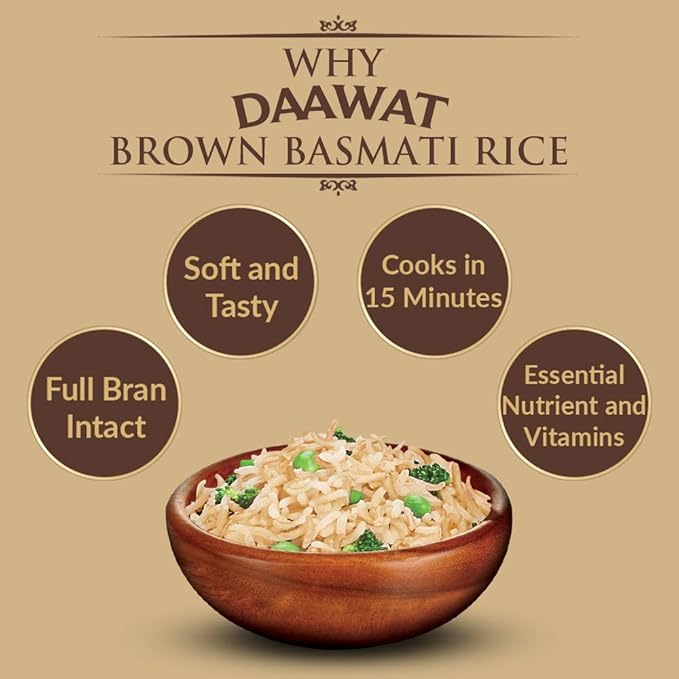 WHY
DAAWAT
BROWN BASMATI RICE
Soft and
Tasty
Cooks in
15 Minutes
Full Bran
Intact
Essential
Nutrient and
Vitamins